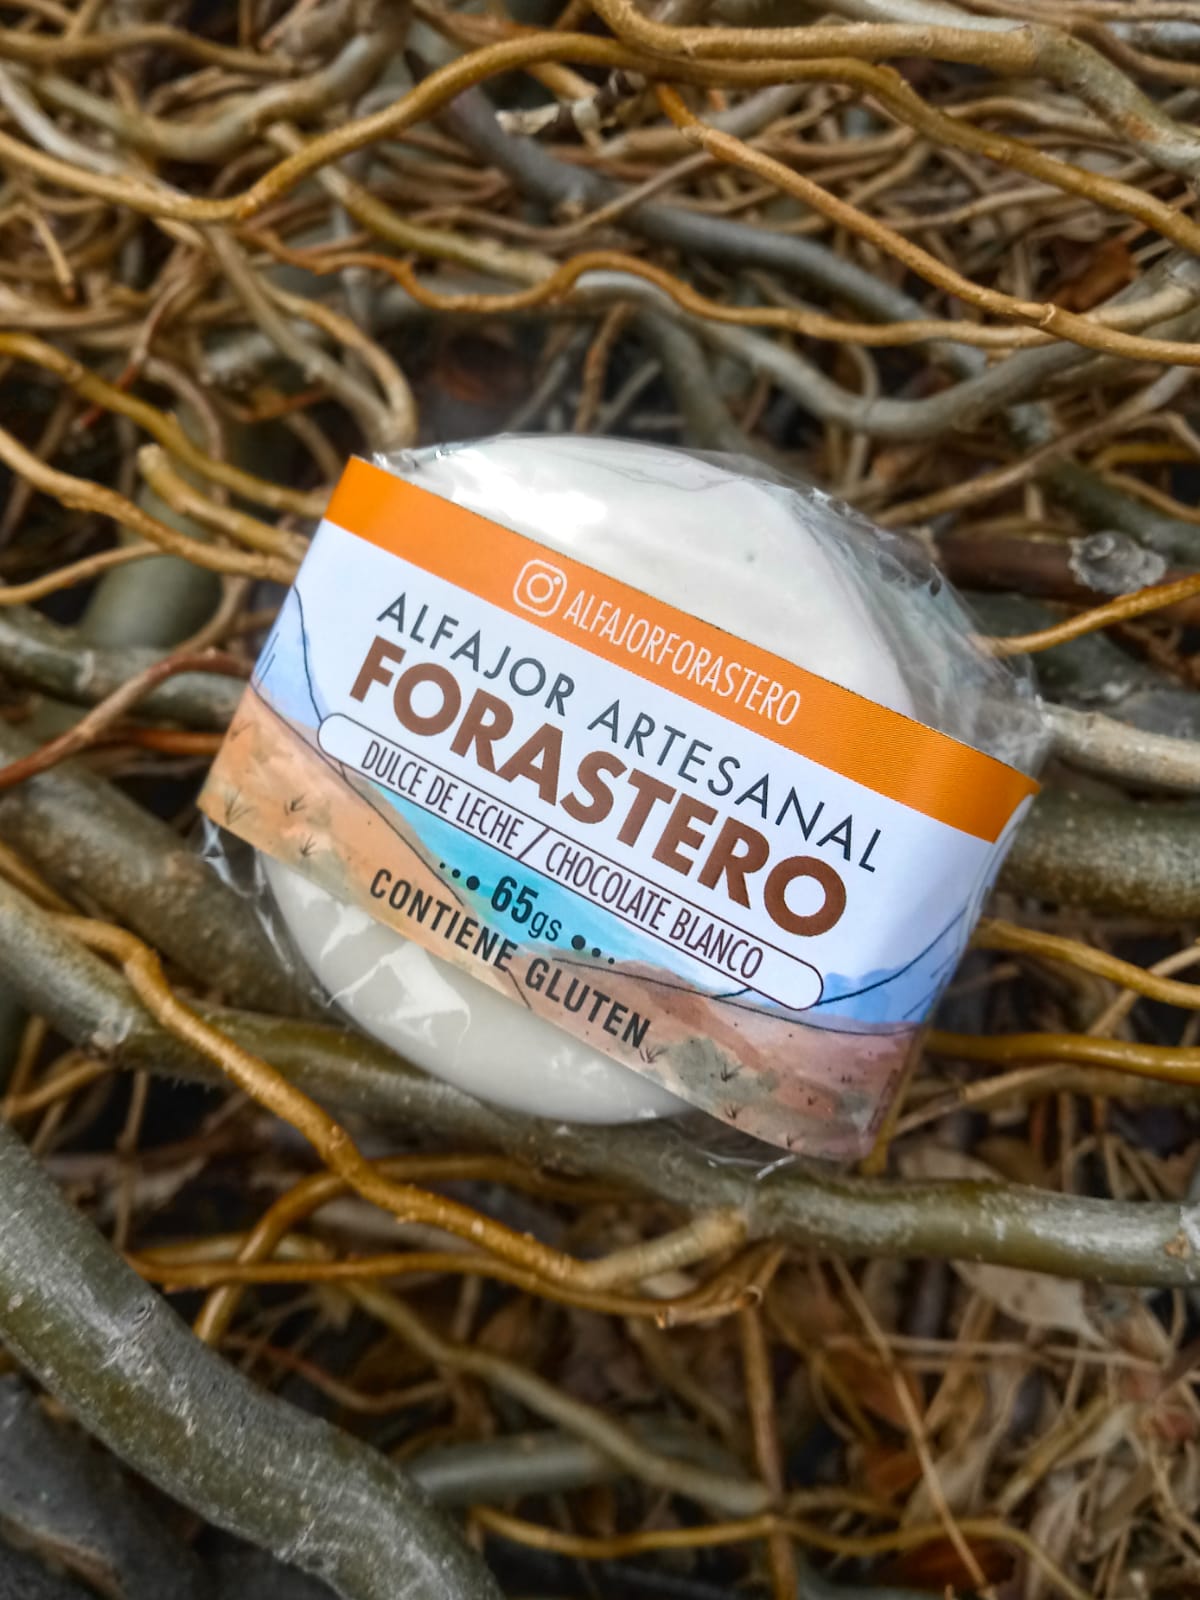 ALFAJORFORASTERO
ALFAJOR ARTESANAL
FORASTERO
DULCE DE LECHE / CHOCOLATE BLANCO
65gs
CONTIENE GLUTEN